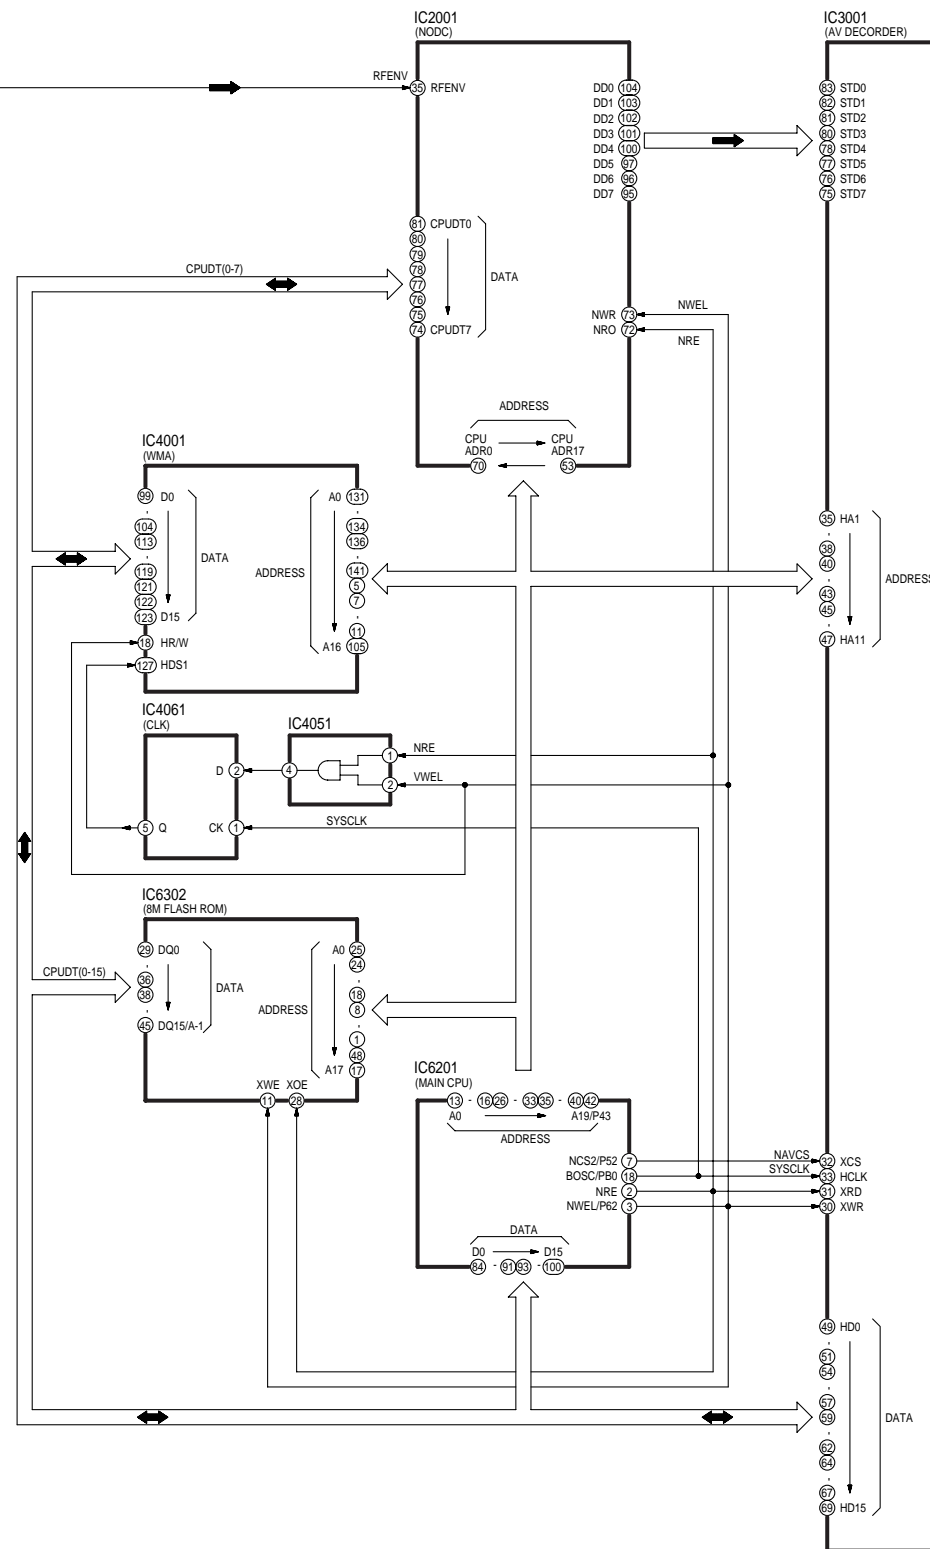 IC2001
(NODC)
IC3001
(AV DECORDER)
RFENV
35 RFENV
DD0 104
DD1 103
DD2 102
DD3 101
DD4 100
DD5 97
DD6 96
DD7 95
83 STD0
82 STD1
81 STD2
80 STD3
78 STD4
77 STD5
76 STD6
75 STD7
81 CPUDT0
80
79
78
77
76
75
74 CPUDT7
DATA
CPUDT(0-7)
NWR 73
NRO 72
NWEL
NRE
ADDRESS
CPU ADR0
CPU ADR17
70
53
IC4001
(WMA)
99 D0
104
113
119
121
122
123 D15
DATA
18 HR/W
127 HDS1
A0 131
134
136
141
5
7
11
A16 105
ADDRESS
35 HA1
38
40
43
45
47 HA11
ADDRESS
IC4061
(CLK)
D 2
5 Q
CK 1
IC4051
4
1
2
NRE
VWEL
SYSCLK
IC6302
(8M FLASH ROM)
29 DQ0
36
38
45 DQ15/A-1
DATA
CPUDT(0-15)
A0 25
24
18
8
1
48
A17 17
ADDRESS
XWE XOE
11 28
IC6201
(MAIN CPU)
13 - 16 26 - 33 35 - 40 42
A0 A19/P43
ADDRESS
NCS2/P52 7
BOSC/PB0 18
NRE 2
NWEL/P62 3
NAVCS
SYSCLK
32 XCS
33 HCLK
31 XRD
30 XWR
DATA
D0 D15
84 - 91 93 - 100
49 HD0
51
54
57
59
62
64
67
69 HD15
DATA